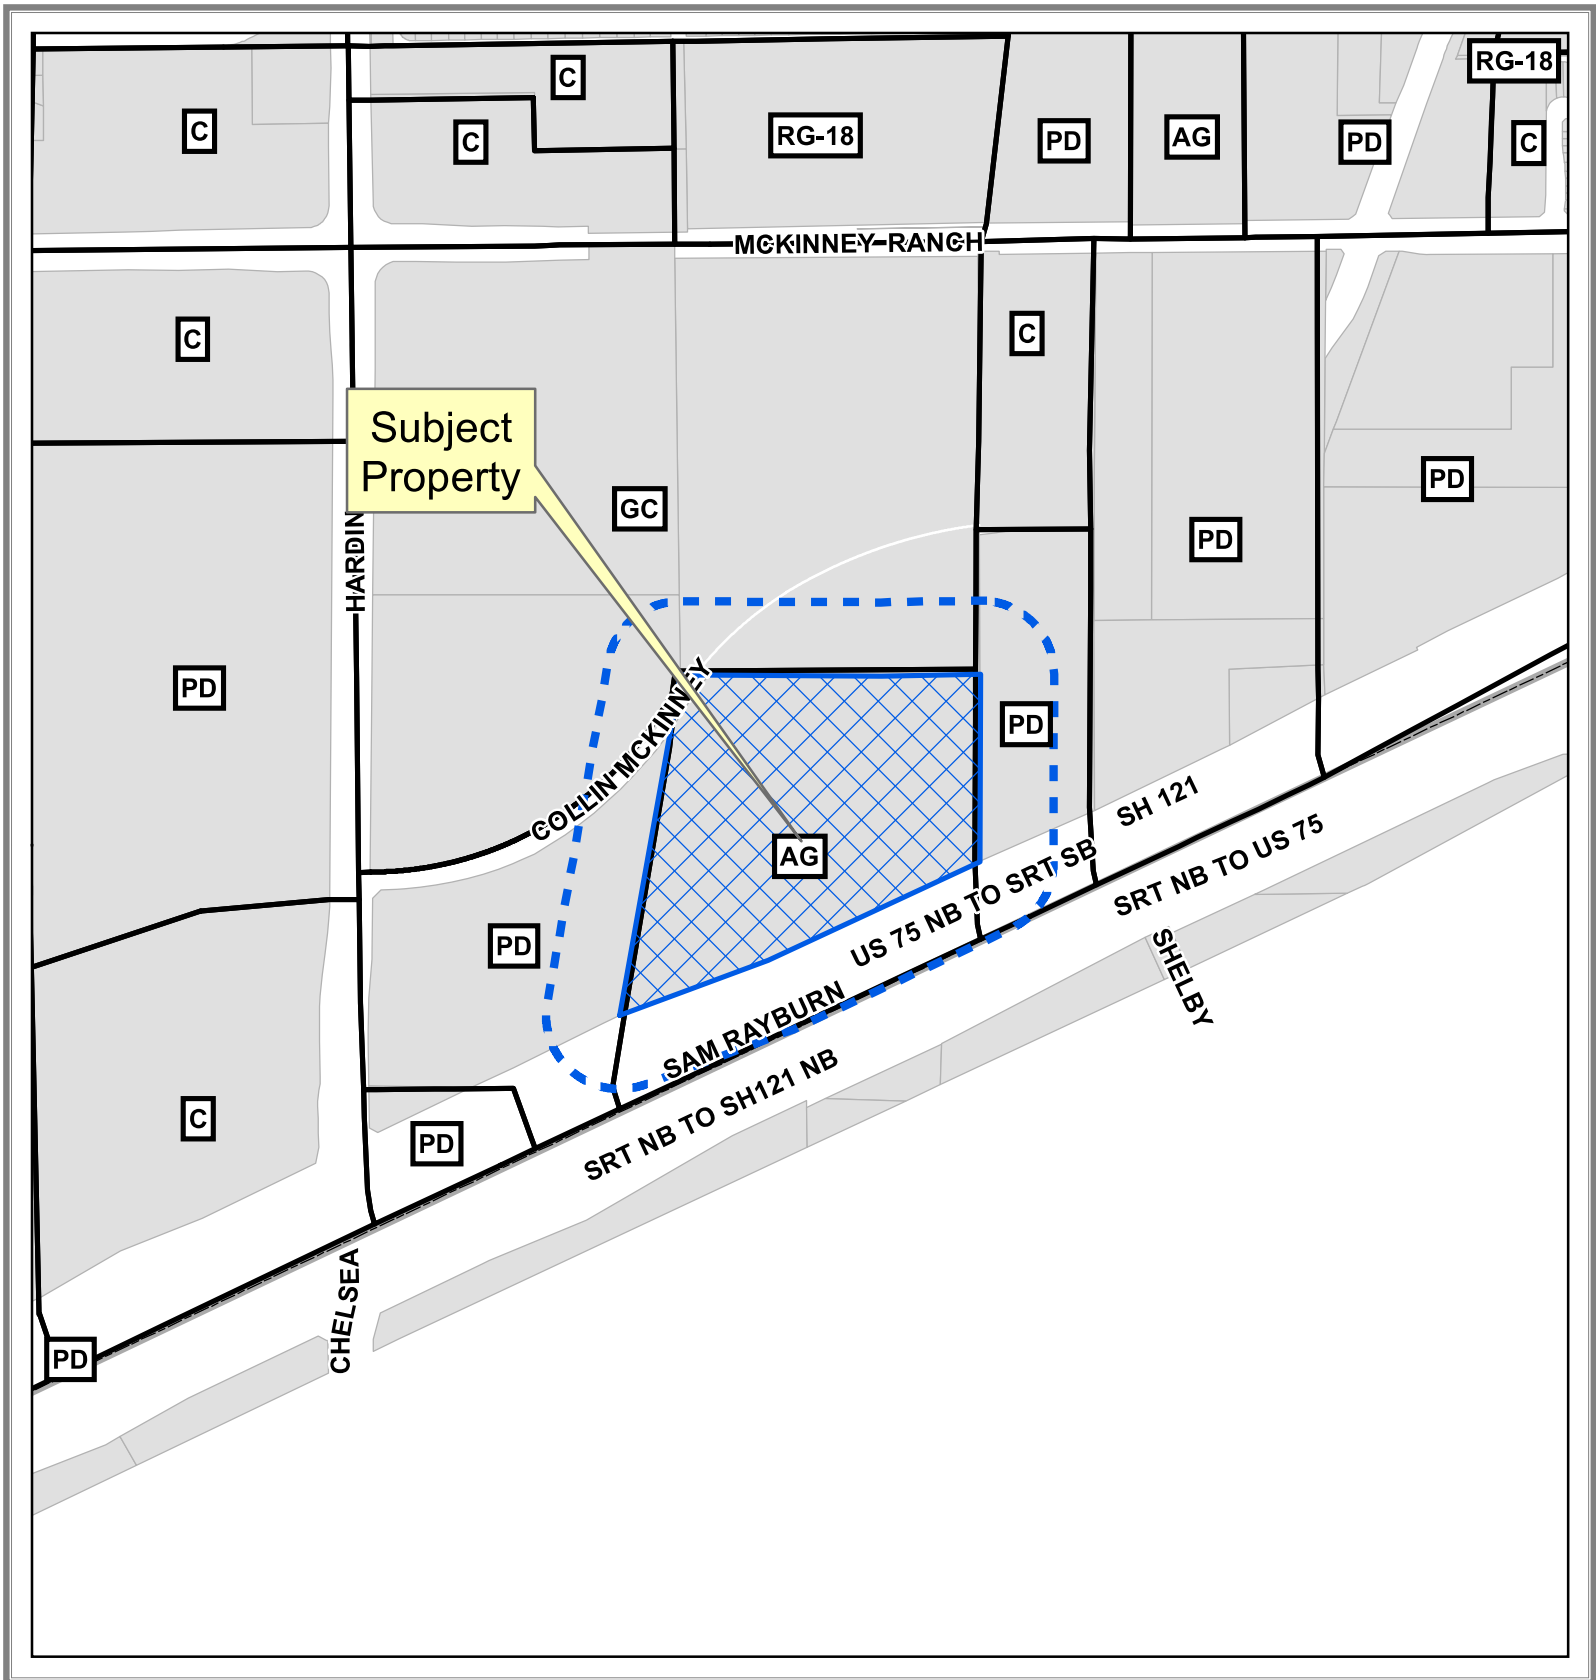 RG-18
C
C
C
RG-18
PD
AG
PD
C
MCKINNEY RANCH
C
C
Subject
Property
HARDIN
GC
PD
PD
PD
PD
COLLIN MCKINNEY
AG
SH 121
US 75 NB TO SRT SB
SRT NB TO US 75
PD
SHELBY
SAM RAYBURN
SRT NB TO SH121 NB
C
PD
CHELSEA
PD